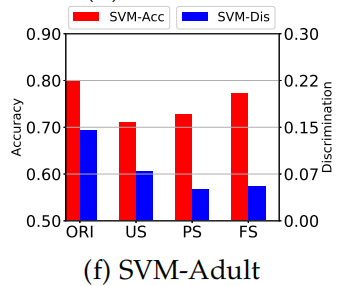 SVM-Acc SVM-Dis
0.90 0.30
0.80 0.22
0.70 0.15
0.60 0.07
0.50 0.00
Accuracy
Discrimination
ORI US PS FS
(f) SVM-Adult